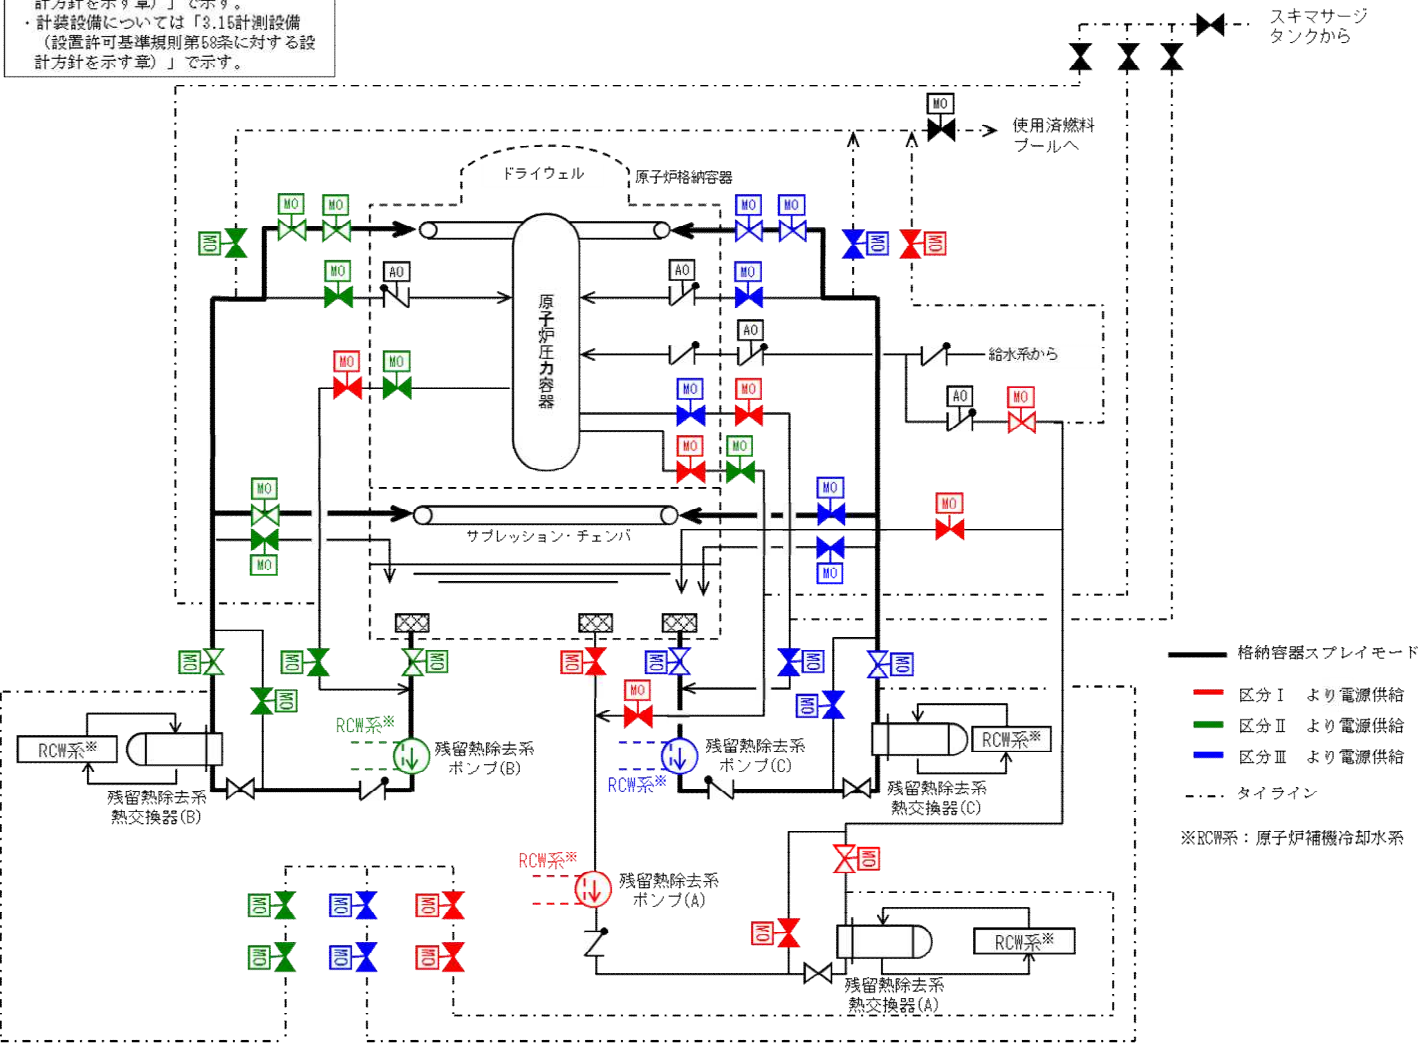 計方針を示す章）」で示す。
・計装設備については「3.15計測設備
（設置許可基準規則第58条に対する設
計方針を示す章）」で示す。
スキマサージ
タンクから
MO
使用済燃料
プールへ
ドライウェル
原子炉格納容器
MO
MO
MO
MO
MO
MO
MO
MO
AO
AO
MO
原子炉圧力容器
AO
給水系から
MO
MO
MO
MO
AO
MO
MO
MO
MO
MO
MO
サプレッション・チェンバ
MO
MO
MO
MO
MO
MO
MO
MO
MO
MO
MO
MO
MO
格納容器スプレイモード
区分Ⅰ　より電源供給
区分Ⅱ　より電源供給
区分Ⅲ　より電源供給
タイライン
※RCW系：原子炉補機冷却水系
RCW系※
RCW系※
残留熱除去系
ポンプ(B)
残留熱除去系
熱交換器(B)
RCW系※
残留熱除去系
ポンプ(C)
RCW系※
残留熱除去系
熱交換器(C)
RCW系※
残留熱除去系
ポンプ(A)
MO
MO
MO
MO
MO
MO
MO
MO
RCW系※
残留熱除去系
熱交換器(A)